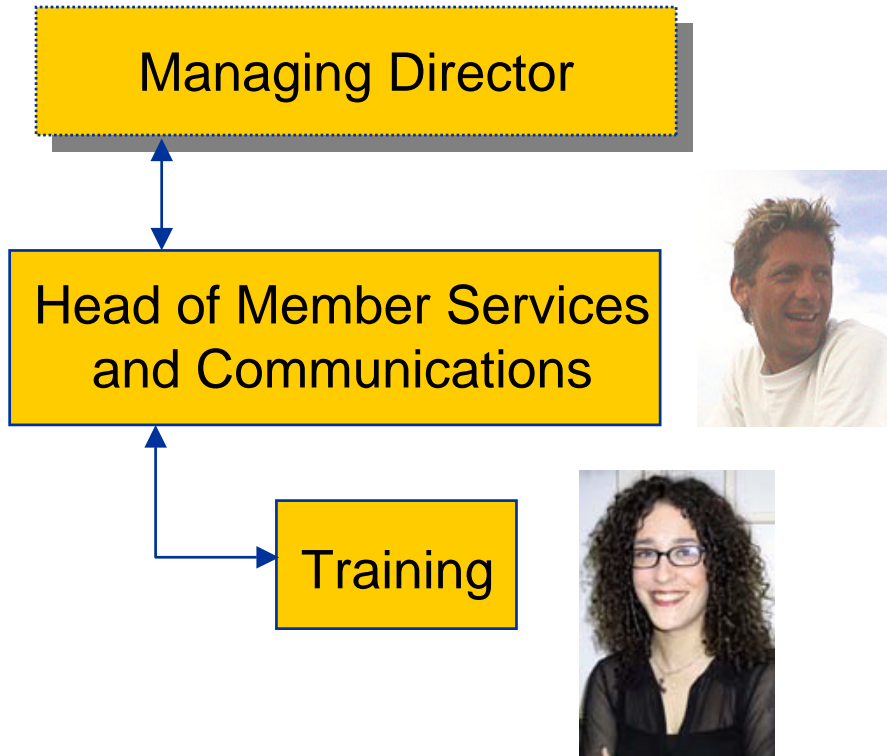 Managing Director
Head of Member Services
and Communications
Training